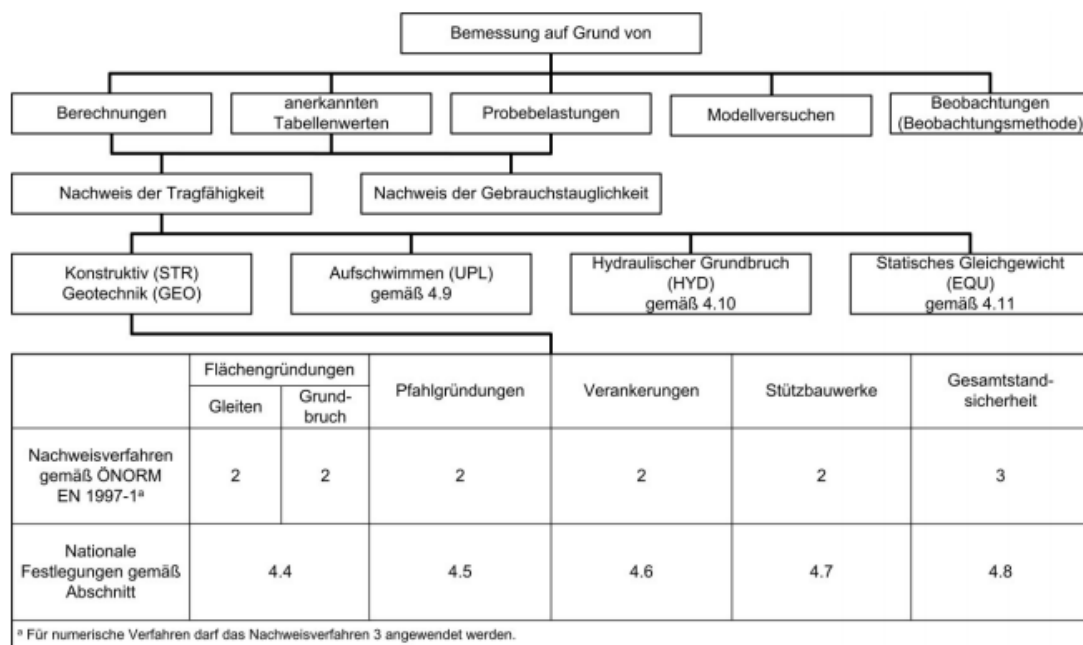 Bemessung auf Grund von
Berechnungen
anerkannten
Tabellenwerten
Probebelastungen
Modellversuchen
Beobachtungen
(Beobachtungsmethode)
Nachweis der Tragfähigkeit
Nachweis der Gebrauchstauglichkeit
Konstruktiv (STR)
Geotechnik (GEO)
Aufschwimmen (UPL)
gemäß 4.9
Hydraulischer Grundbruch
(HYD)
gemäß 4.10
Statisches Gleichgewicht
(EQU)
gemäß 4.11
Flächengründungen
Gleiten
Grund-
bruch
Pfahlgründungen
Verankerungen
Stützbauwerke
Gesamtstand-
sicherheit
Nachweisverfahren
gemäß ÖNORM
EN 1997-1ª
2
2
2
2
2
3
Nationale
Festlegungen gemäß
Abschnitt
4.4
4.5
4.6
4.7
4.8
ª Für numerische Verfahren darf das Nachweisverfahren 3 angewendet werden.